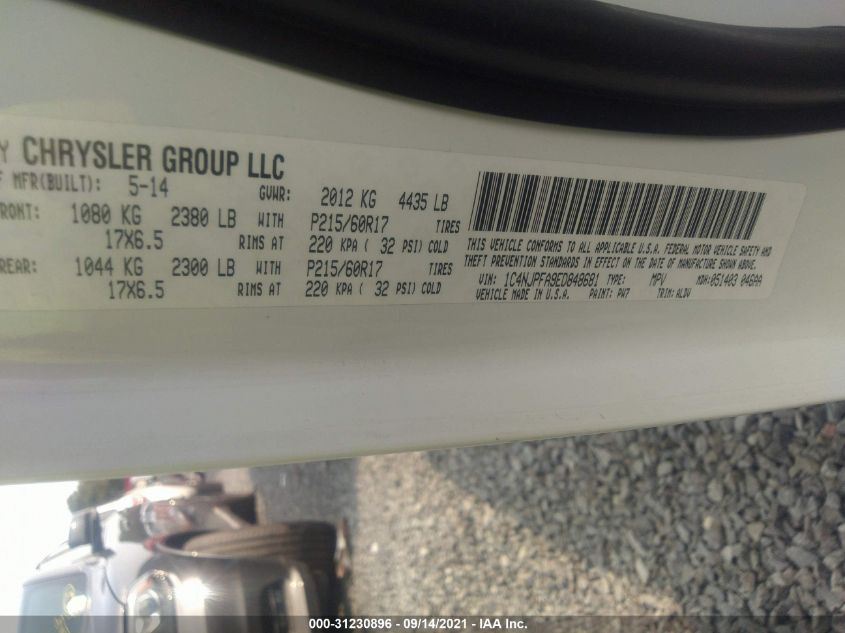 Y CHRYSLER GROUP LLC
F MFR(BUILT): 5-14 GVWR: 2012 KG 4435 LB
FRONT: 1080 KG 2380 LB WITH P215/60R17 TIRES
17X6.5 RIMS AT 220 KPA ( 32 PSI) COLD
REAR: 1044 KG 2300 LB WITH P215/60R17 TIRES
17X6.5 RIMS AT 220 KPA ( 32 PSI) COLD
THIS VEHICLE CONFORMS TO ALL APPLICABLE U.S.A. FEDERAL MOTOR VEHICLE SAFETY AND
THEFT PREVENTION STANDARDS IN EFFECT ON THE DATE OF MANUFACTURE SHOWN ABOVE.
VIN: 1C4NJPFA9ED848681 TYPE: MPV MDH: 051403 046AA
VEHICLE MADE IN U.S.A. PAINT: PW7 TRIM: ALDV
000-31230896 - 09/14/2021 - IAA Inc.